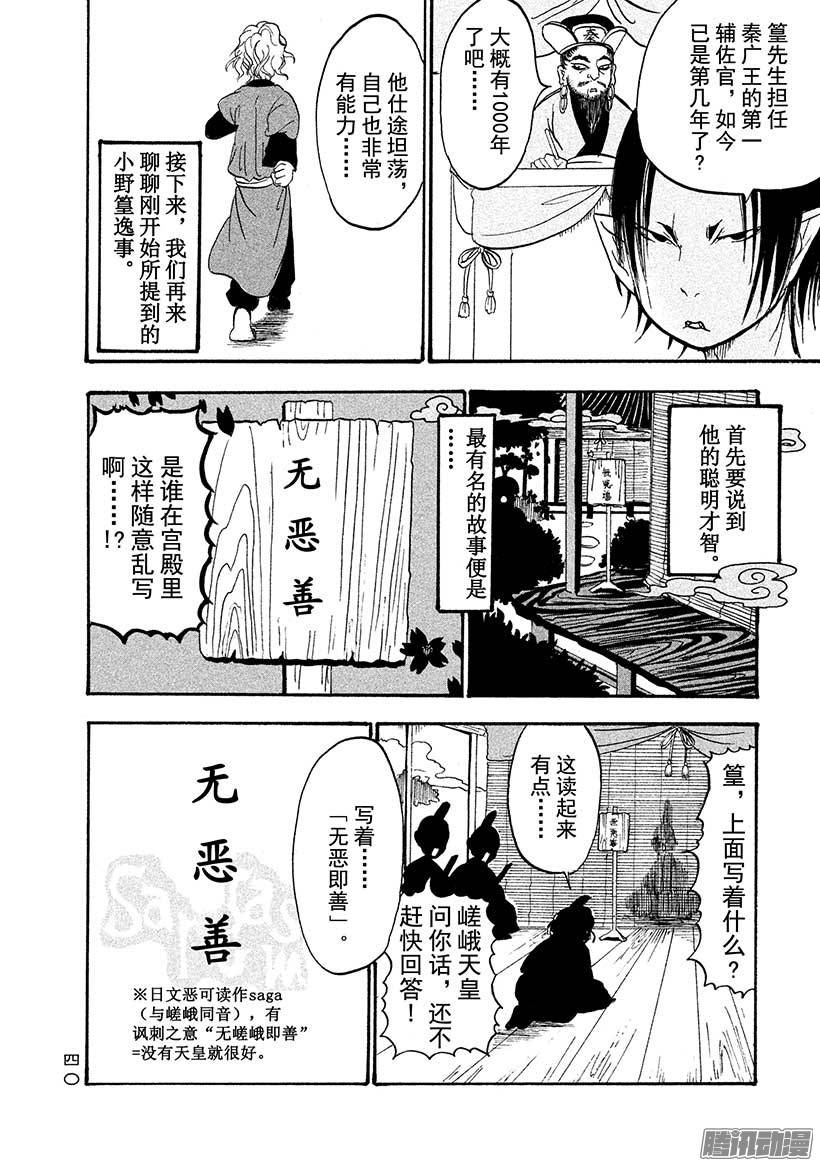 篁先生担任
秦广王的第一
辅佐官，如今
已是第几年了？
秦
大概有1000年
了吧……
他仕途坦荡，
自己也非常
有能力……
接下来，我们再来
聊聊刚开始所提到的
小野篁逸事。
首先要说到
他的聪明才智。
无恶善
最有名的故事便是
……
无恶善
是谁在宫殿里
这样随意乱写
啊……！？
篁，上面写着什么？
无恶善
这读起来
有点……
嵯峨天皇
问你话，还不
赶快回答！
写着……
「无恶即善」。
无恶善
※日文恶可读作saga
（与嵯峨同音），有
讽刺之意“无嵯峨即善”
=没有天皇就很好。
四〇
腾讯动漫